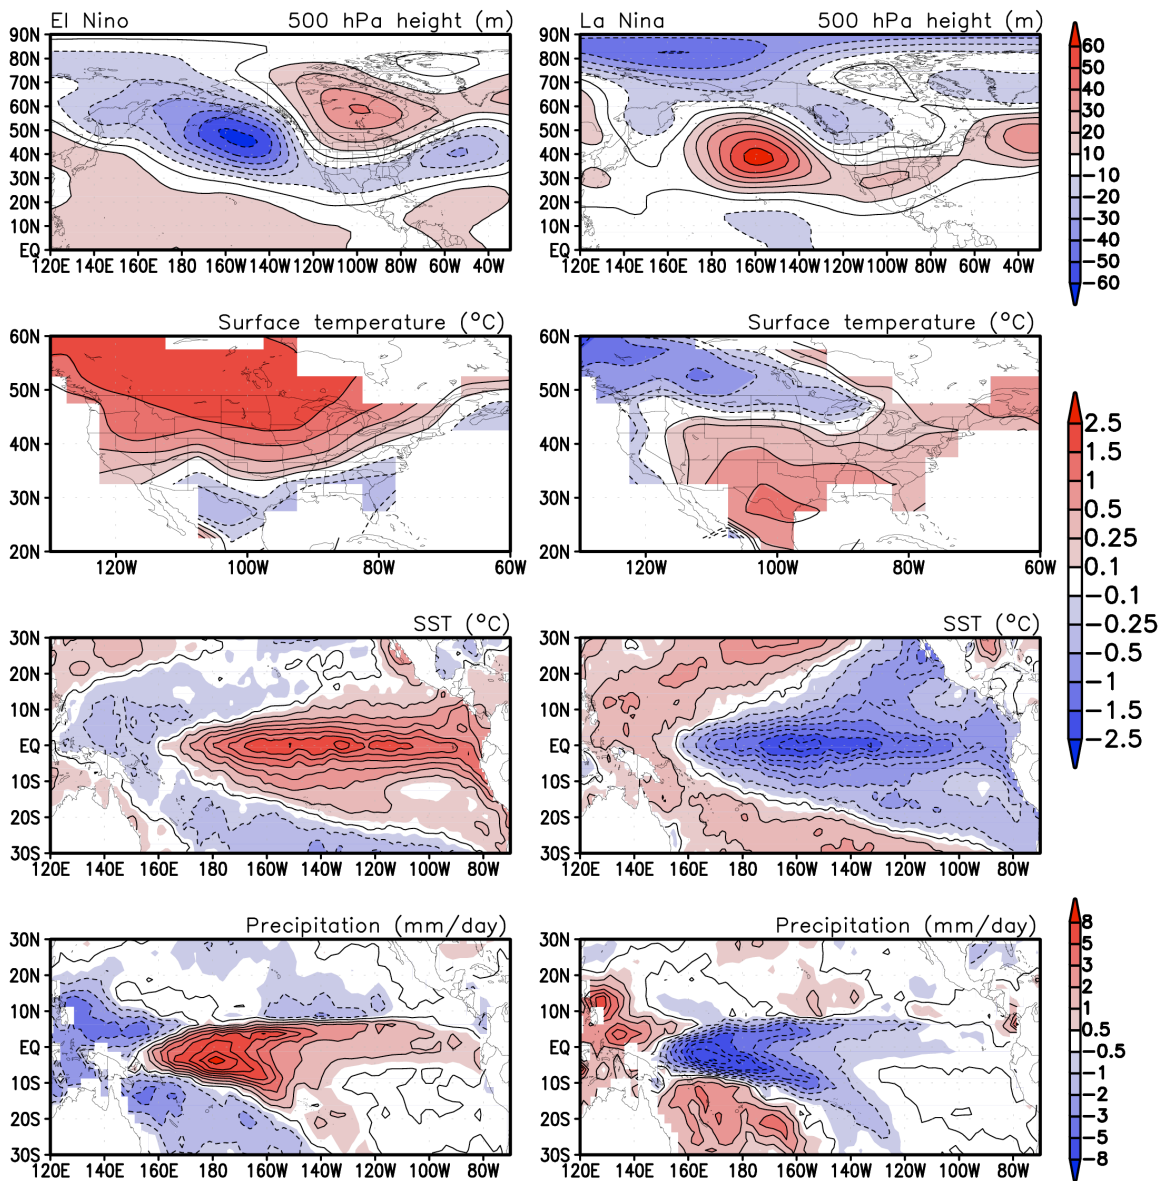 El Nino 500 hPa height (m) La Nina 500 hPa height (m)
90N 90N
80N 80N 60
70N 70N 50
60N 60N 40
50N 50N 30
40N 40N 20
30N 30N 10
20N 20N -10
10N 10N -20
EQ EQ -30
120E 140E 160E 180 160W 140W 120W 100W 80W 60W 40W 120E 140E 160E 180 160W 140W 120W 100W 80W 60W 40W -40
-50
-60
Surface temperature (°C) Surface temperature (°C)
60N 60N
50N 50N
40N 40N
30N 30N
20N 20N
120W 100W 80W 60W 120W 100W 80W 60W
2.5
1.5
1
0.5
0.25
0.1
-0.1
-0.25
-0.5
-1
-1.5
-2.5
SST (°C) SST (°C)
30N 30N
20N 20N
10N 10N
EQ EQ
10S 10S
20S 20S
30S 30S
120E 140E 160E 180 160W 140W 120W 100W 80W 120E 140E 160E 180 160W 140W 120W 100W 80W
Precipitation (mm/day) Precipitation (mm/day)
30N 30N
20N 20N
10N 10N
EQ EQ
10S 10S
20S 20S
30S 30S
120E 140E 160E 180 160W 140W 120W 100W 80W 120E 140E 160E 180 160W 140W 120W 100W 80W
8
5
3
2
1
0.5
-0.5
-1
-2
-3
-5
-8